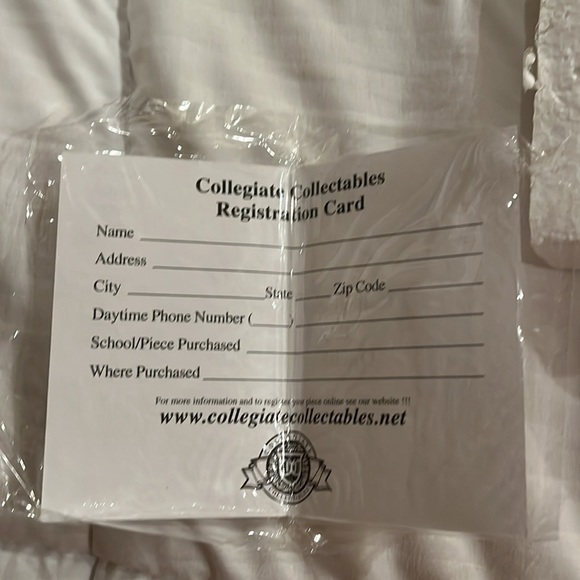 Collegiate Collectables
Registration Card
Name
Address
City State Zip Code
Daytime Phone Number ( )
School/Piece Purchased
Where Purchased
For more information and to register you piece online see our website !!!
www.collegiatecollectables.net